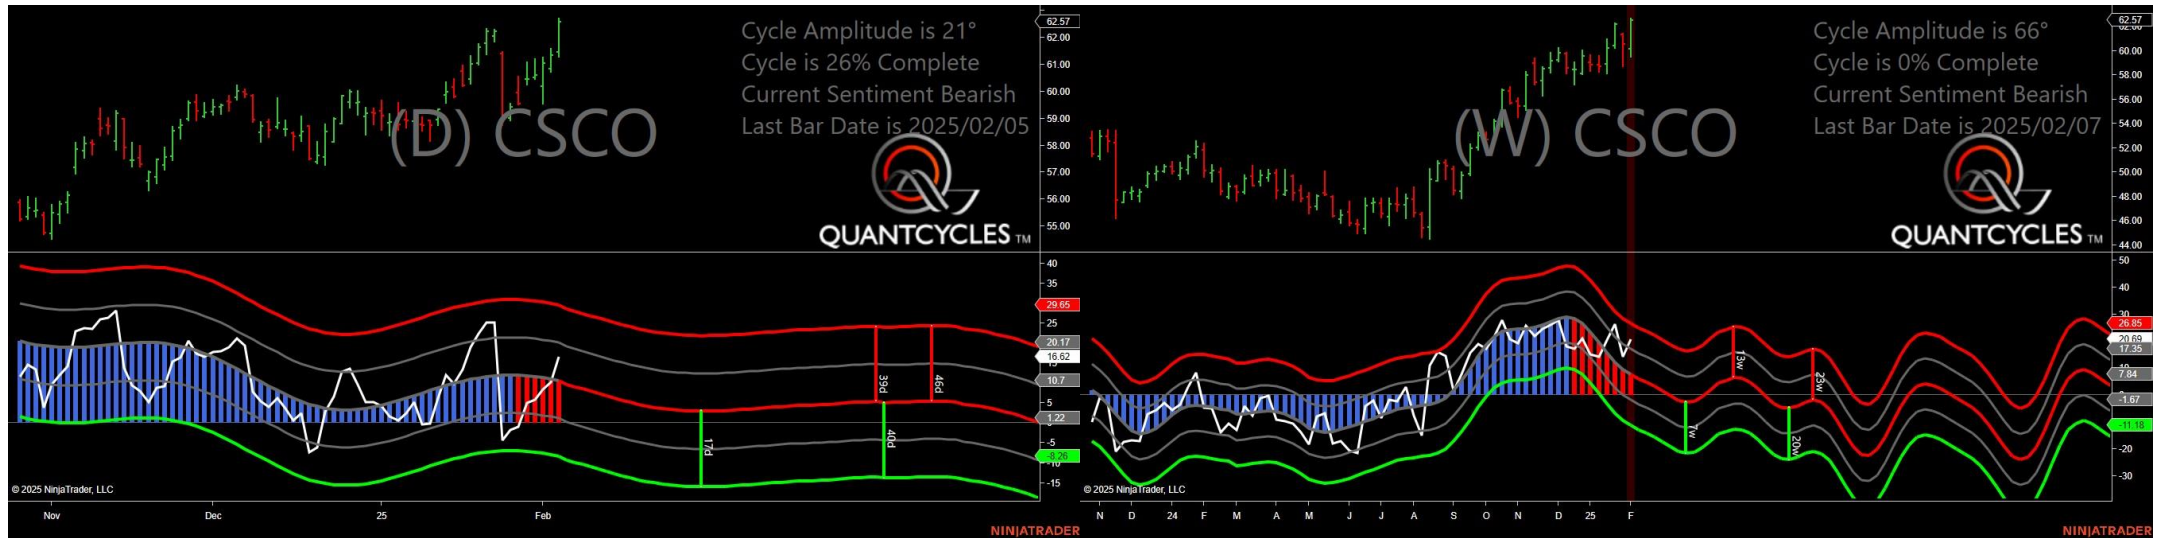 Cycle Amplitude is 21°
Cycle is 26% Complete
Current Sentiment Bearish
Last Bar Date is 2025/02/05
(D) CSCO
QUANTCYCLES TM
62.57
62.00
61.00
60.00
59.00
58.00
57.00
56.00
55.00
40
35
29.65
25
20.17
16.62
10.7
5
1.22
-5
-8.26
-10
-15
39d
46d
17d
40d
© 2025 NinjaTrader, LLC
Nov
Dec
25
Feb
NINJATRADER
Cycle Amplitude is 66°
Cycle is 0% Complete
Current Sentiment Bearish
Last Bar Date is 2025/02/07
(W) CSCO
QUANTCYCLES TM
62.57
60.00
58.00
56.00
54.00
52.00
50.00
48.00
46.00
44.00
50
40
30
26.85
20.69
17.35
7.84
-1.67
-11.18
-20
-30
13w
23w
7w
20w
© 2025 NinjaTrader, LLC
N D 24 F M A M J J A S O N D 25 F
NINJATRADER